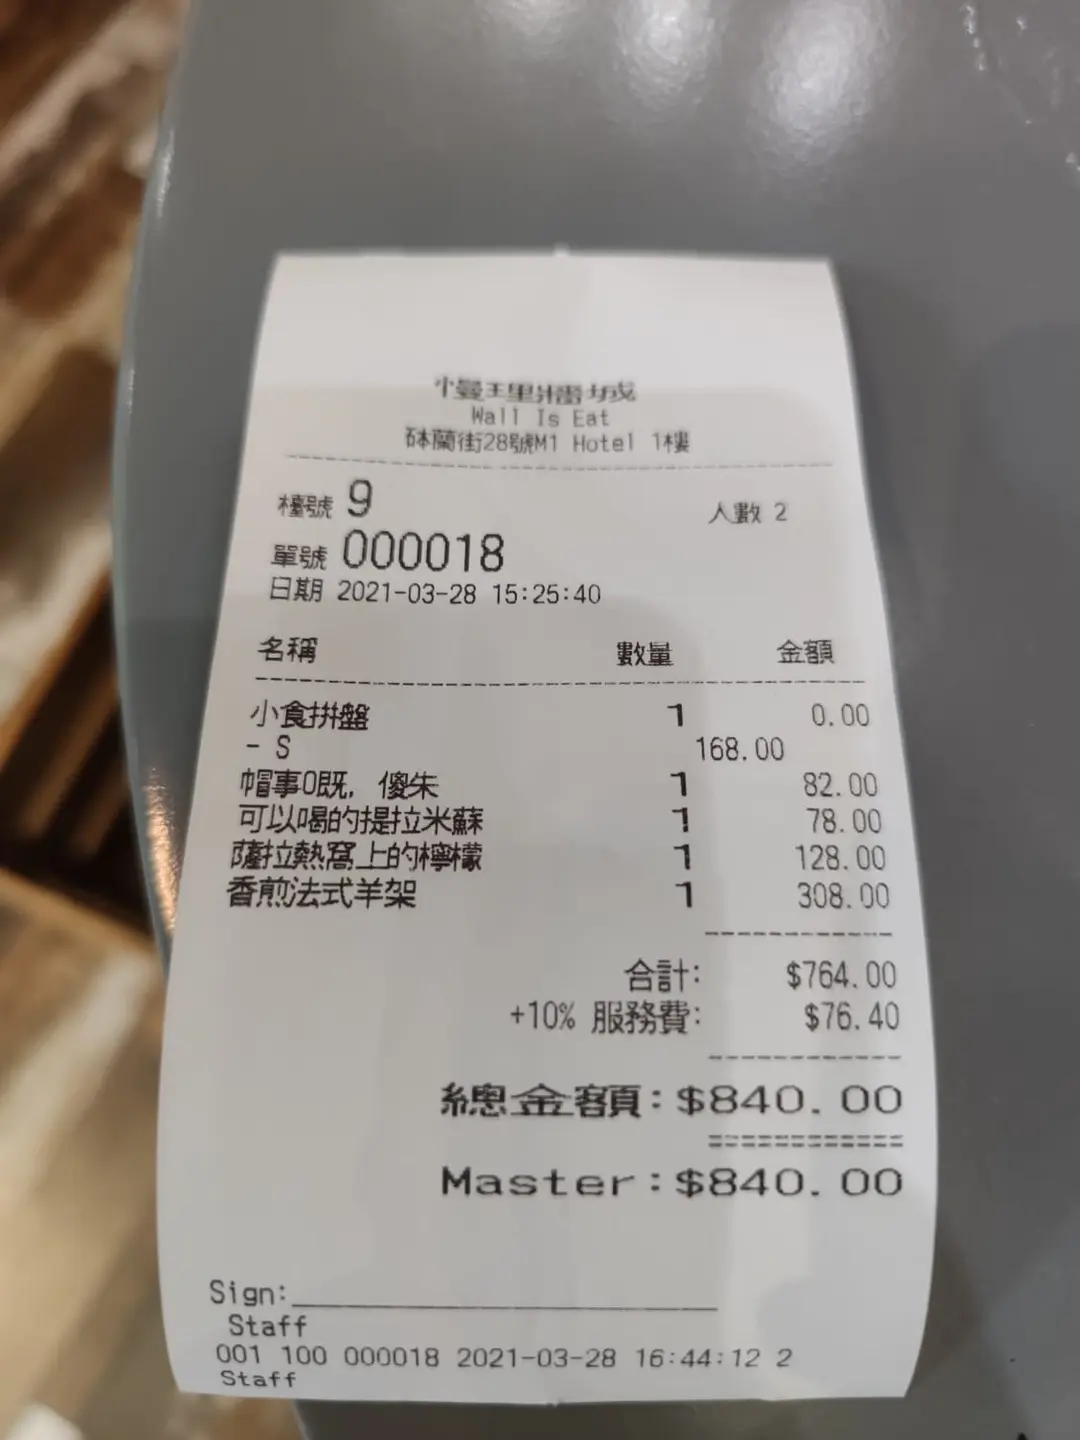 慢理牆城
Wall Is Eat
砵蘭街28號M1 Hotel 1樓
檯號 9 人數 2
單號 000018
日期 2021-03-28 15:25:40
名稱 數量 金額
小食拼盤 1 0.00
- S 168.00
帽事O既, 傻朱 1 82.00
可以喝的提拉米蘇 1 78.00
薩拉熱窩上的檸檬 1 128.00
香煎法式羊架 1 308.00
合計: $764.00
+10% 服務費: $76.40
總金額:$840.00
Master:$840.00
Sign:
Staff
001 100 000018 2021-03-28 16:44:12 2
Staff